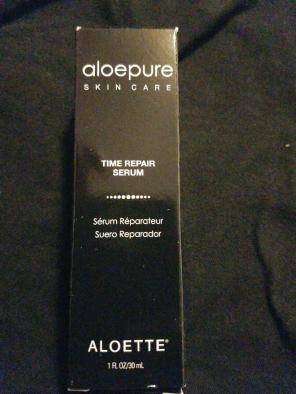 aloepure
SKIN CARE
TIME REPAIR
SERUM
Sérum Réparateur
Suero Reparador
ALOETTE®
1 FL OZ/30 mL